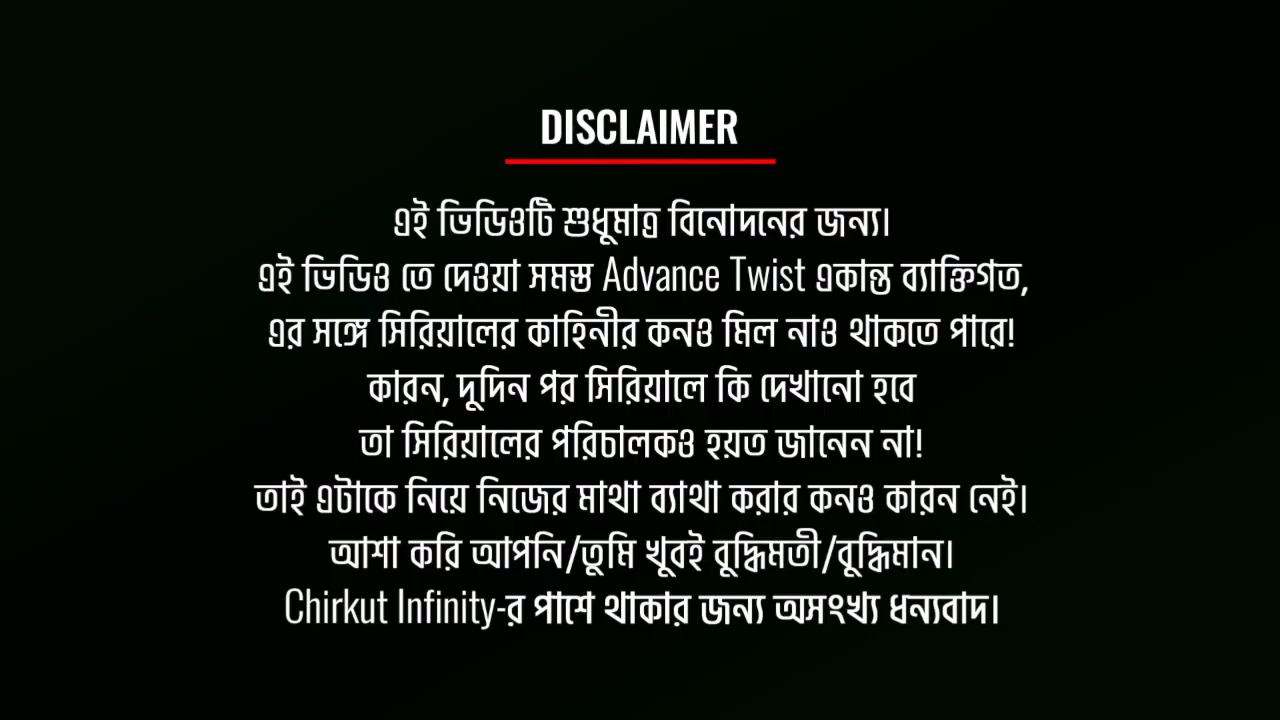 DISCLAIMER
এই ভিডিওটি শুধুমাত্র বিনোদনের জন্য।
এই ভিডিও তে দেওয়া সমস্ত Advance Twist একান্ত ব্যাক্তিগত,
এর সঙ্গে সিরিয়ালের কাহিনীর কনও মিল নাও থাকতে পারে!
কারন, দুদিন পর সিরিয়ালে কি দেখানো হবে
তা সিরিয়ালের পরিচালকও হয়ত জানেন না!
তাই এটাকে নিয়ে নিজের মাথা ব্যাথা করার কনও কারন নেই।
আশা করি আপনি/তুমি খুবই বুদ্ধিমতী/বুদ্ধিমান।
Chirkut Infinity-র পাশে থাকার জন্য অসংখ্য ধন্যবাদ।